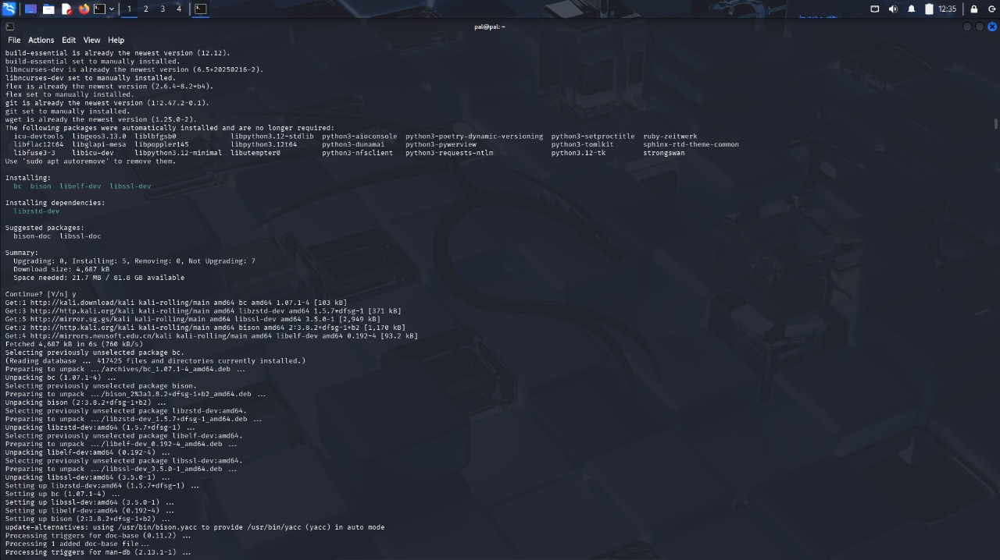 1 2 3 4
12:35
pal@pal: ~
File Actions Edit View Help
build-essential is already the newest version (12.12).
build-essential set to manually installed.
libncurses-dev is already the newest version (6.5+20250216-2).
libncurses-dev set to manually installed.
flex is already the newest version (2.6.4-8.2+b4).
flex set to manually installed.
git is already the newest version (1:2.47.2-0.1).
git set to manually installed.
wget is already the newest version (1.25.0-2).
The following packages were automatically installed and are no longer required:
icu-devtools libgeos3.13.0 liblbfgsb0 libpython3.12-stdlib python3-aioconsole python3-poetry-dynamic-versioning python3-setproctitle ruby-zeitwerk
libflac12t64 libglapi-mesa libpoppler145 libpython3.12t64 python3-dunamai python3-pywerview python3-tomlkit sphinx-rtd-theme-common
libfuse3-3 libicu-dev libpython3.12-minimal libutempter0 python3-nfsclient python3-requests-ntlm python3.12-tk strongswan
Use 'sudo apt autoremove' to remove them.
Installing:
bc bison libelf-dev libssl-dev
Installing dependencies:
libzstd-dev
Suggested packages:
bison-doc libssl-doc
Summary:
Upgrading: 0, Installing: 5, Removing: 0, Not Upgrading: 7
Download size: 4,687 kB
Space needed: 21.7 MB / 81.8 GB available
Continue? [Y/n] y
Get:1 http://kali.download/kali kali-rolling/main amd64 bc amd64 1.07.1-4 [103 kB]
Get:3 http://http.kali.org/kali kali-rolling/main amd64 libzstd-dev amd64 1.5.7+dfsg-1 [371 kB]
Get:5 http://mirror.sg.gs/kali kali-rolling/main amd64 libssl-dev amd64 3.5.0-1 [2,949 kB]
Get:2 http://http.kali.org/kali kali-rolling/main amd64 bison amd64 2:3.8.2+dfsg-1+b2 [1,170 kB]
Get:4 http://mirrors.neusoft.edu.cn/kali kali-rolling/main amd64 libelf-dev amd64 0.192-4 [93.2 kB]
Fetched 4,687 kB in 6s (760 kB/s)
Selecting previously unselected package bc.
(Reading database ... 417425 files and directories currently installed.)
Preparing to unpack .../archives/bc_1.07.1-4_amd64.deb ...
Unpacking bc (1.07.1-4) ...
Selecting previously unselected package bison.
Preparing to unpack .../bison_2%3a3.8.2+dfsg-1+b2_amd64.deb ...
Unpacking bison (2:3.8.2+dfsg-1+b2) ...
Selecting previously unselected package libzstd-dev:amd64.
Preparing to unpack .../libzstd-dev_1.5.7+dfsg-1_amd64.deb ...
Unpacking libzstd-dev:amd64 (1.5.7+dfsg-1) ...
Selecting previously unselected package libelf-dev:amd64.
Preparing to unpack .../libelf-dev_0.192-4_amd64.deb ...
Unpacking libelf-dev:amd64 (0.192-4) ...
Selecting previously unselected package libssl-dev:amd64.
Preparing to unpack .../libssl-dev_3.5.0-1_amd64.deb ...
Unpacking libssl-dev:amd64 (3.5.0-1) ...
Setting up libzstd-dev:amd64 (1.5.7+dfsg-1) ...
Setting up bc (1.07.1-4) ...
Setting up libssl-dev:amd64 (3.5.0-1) ...
Setting up libelf-dev:amd64 (0.192-4) ...
Setting up bison (2:3.8.2+dfsg-1+b2) ...
update-alternatives: using /usr/bin/bison.yacc to provide /usr/bin/yacc (yacc) in auto mode
Processing triggers for doc-base (0.11.2) ...
Processing 1 added doc-base file...
Processing triggers for man-db (2.13.1-1) ...